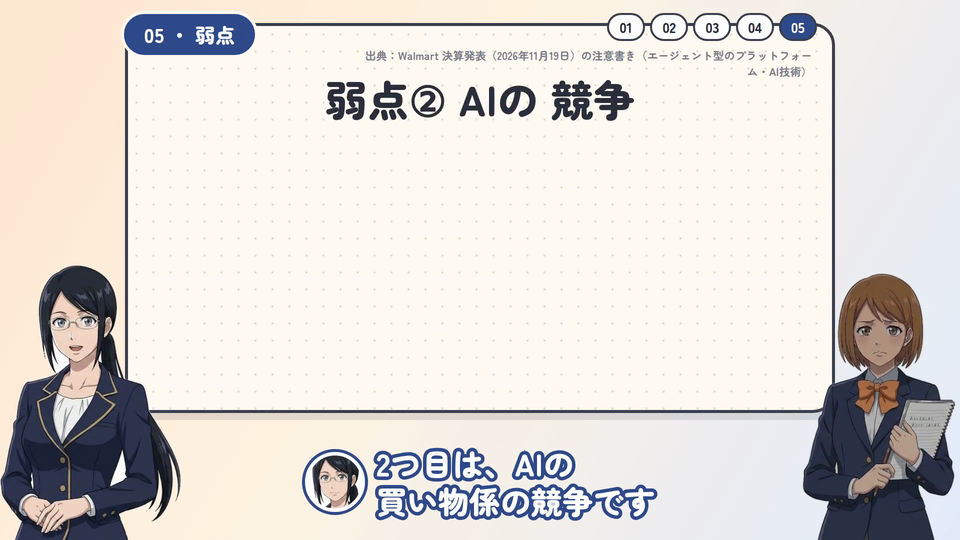 05 ・ 弱点
01 02 03 04 05
出典：Walmart 決算発表（2026年11月19日）の注意書き（エージェント型のプラットフォー
ム・AI技術）
弱点② AIの 競争
2つ目は、AIの
買い物係の競争です